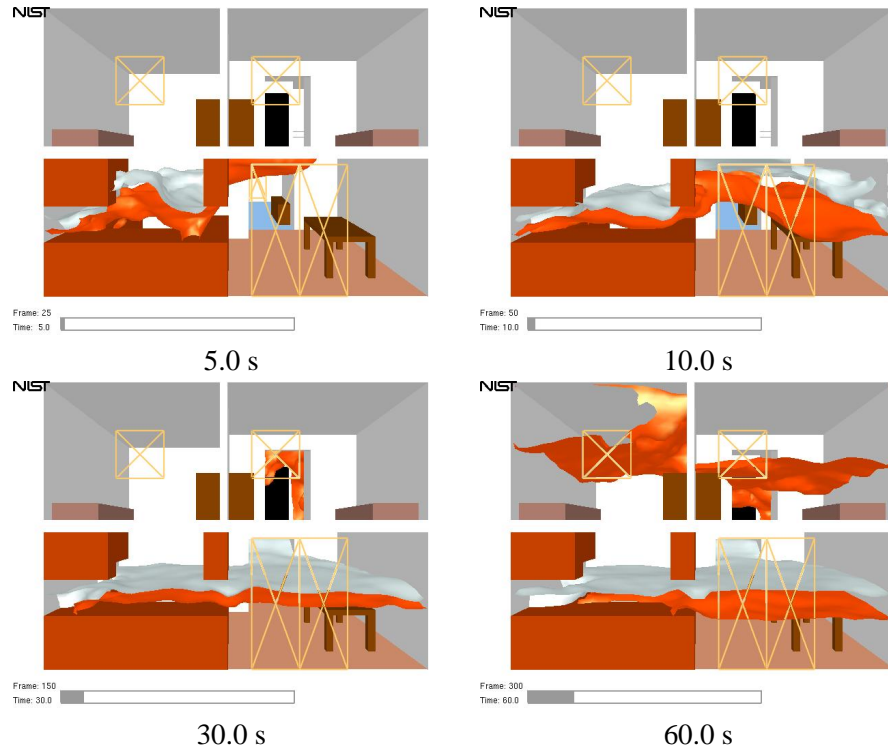 NIST
NIST
Frame: 25
Time: 5.0
Frame: 50
Time: 10.0
5.0 s
10.0 s
NIST
NIST
Frame: 150
Time: 30.0
Frame: 300
Time: 60.0
30.0 s
60.0 s